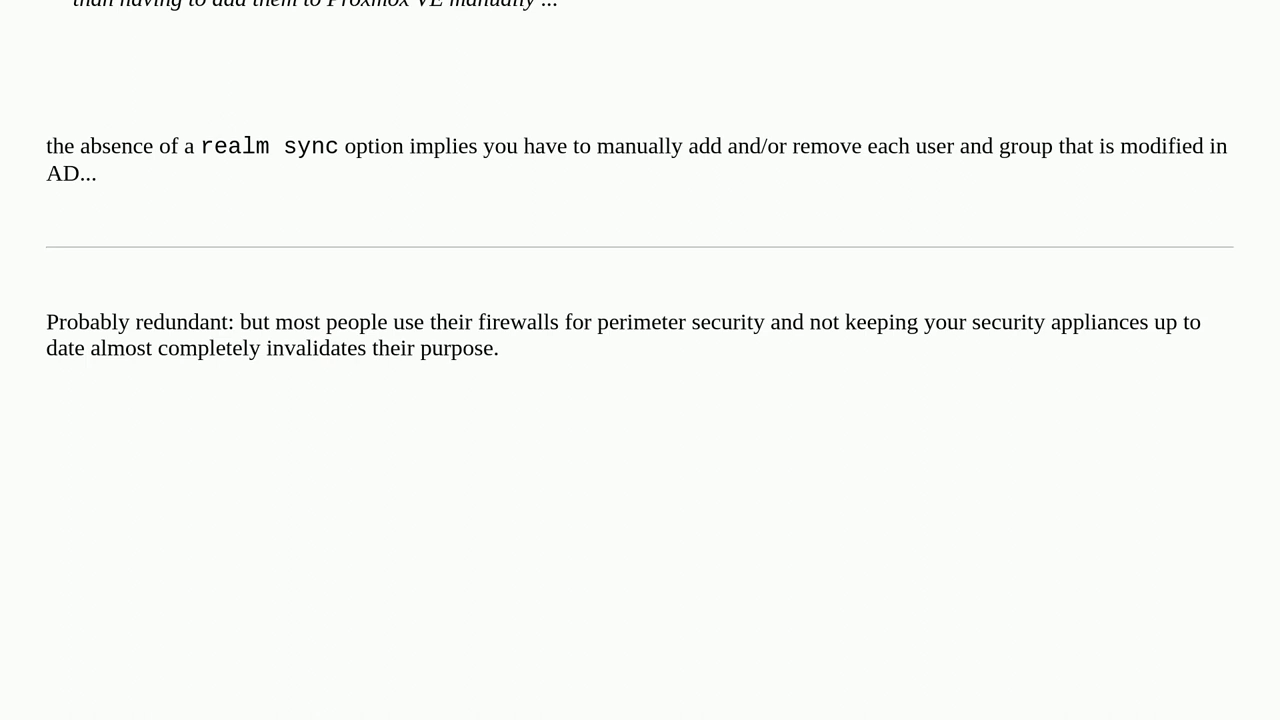 than having to add them to Proxmox VE manually ...
the absence of a realm sync option implies you have to manually add and/or remove each user and group that is modified in
AD...
Probably redundant: but most people use their firewalls for perimeter security and not keeping your security appliances up to
date almost completely invalidates their purpose.